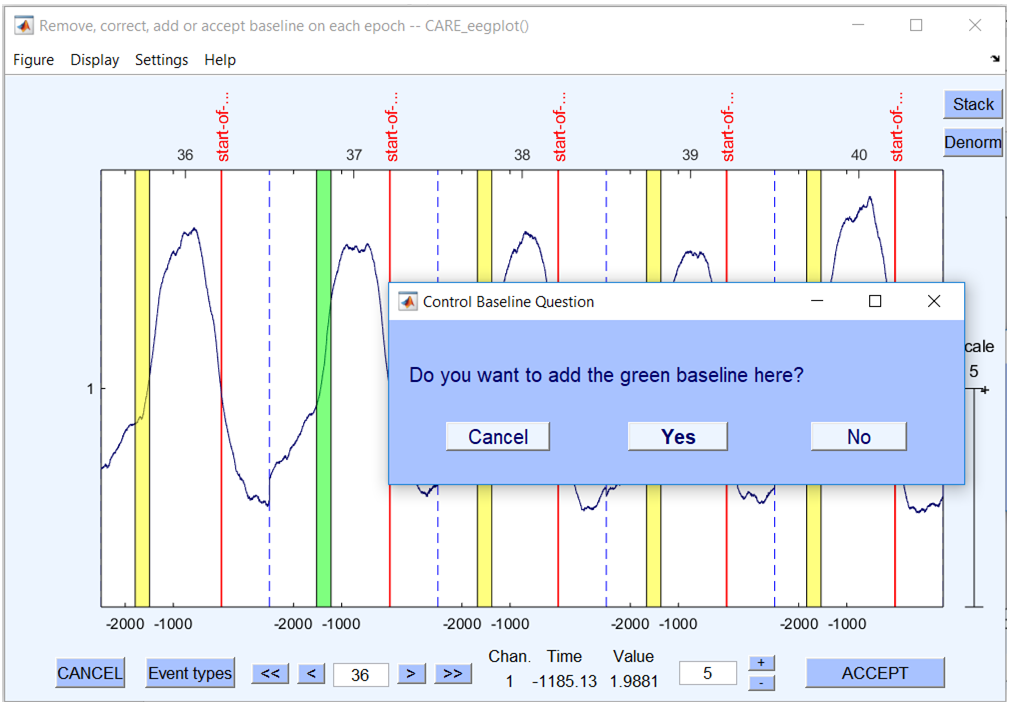 Remove, correct, add or accept baseline on each epoch -- CARE_eegplot()
Figure Display Settings Help
Stack
Denorm
36 start-of-... 37 start-of-... 38 start-of-... 39 start-of-... 40 start-of-...
Control Baseline Question
Do you want to add the green baseline here?
Cancel Yes No
cale
5
1
-2000 -1000 -2000 -1000 -2000 -1000 -2000 -1000 -2000 -1000
Chan. Time Value
CANCEL Event types << < 36 > >> 1 -1185.13 1.9881 5 + - ACCEPT